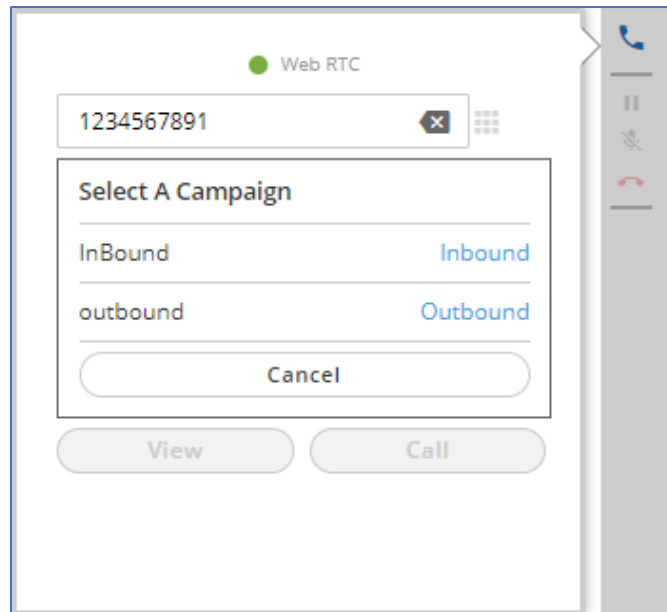 Web RTC
1234567891
Select A Campaign
InBound Inbound
outbound Outbound
Cancel
View Call